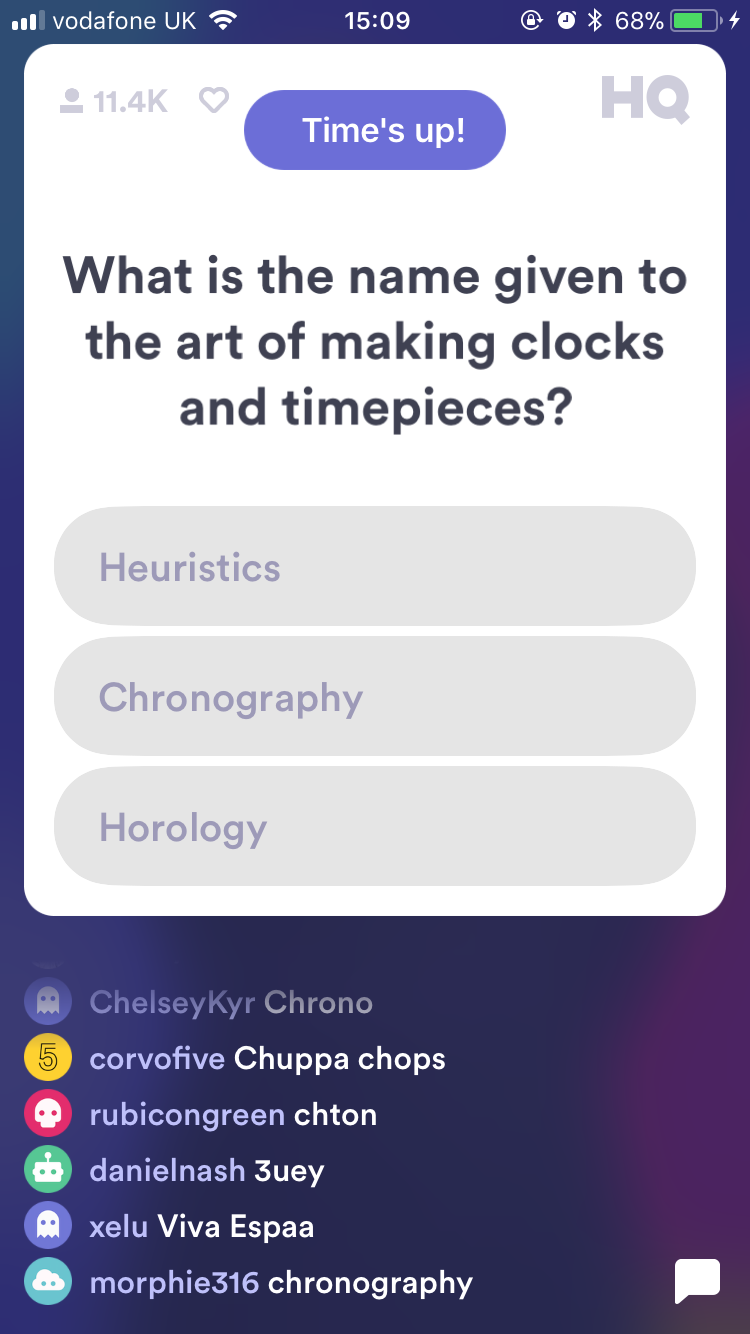 vodafone UK 15:09 68%
11.4K HQ
Time's up!
What is the name given to
the art of making clocks
and timepieces?
Heuristics
Chronography
Horology
ChelseyKyr Chrono
5 corvofive Chuppa chops
rubicongreen chton
danielnash 3uey
xelu Viva Espaa
morphie316 chronography